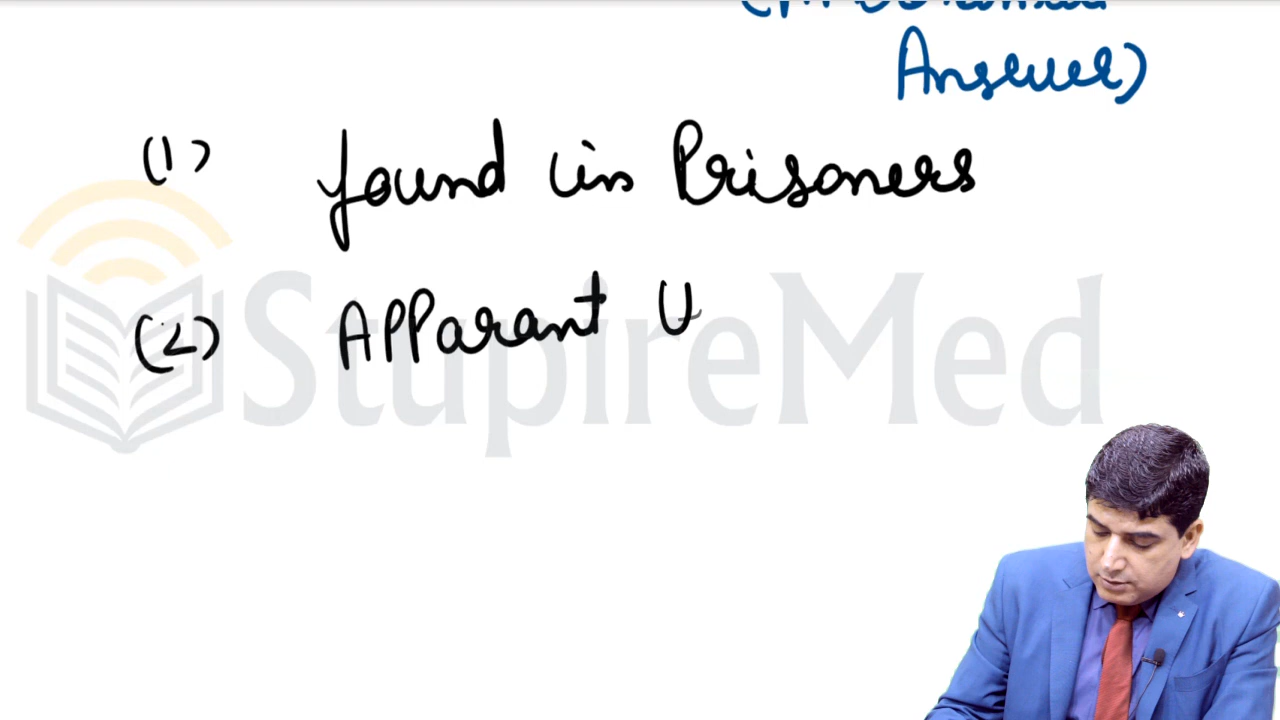 Answer)
(1) found in Prisoners
(2) Apparant U
StupireMed